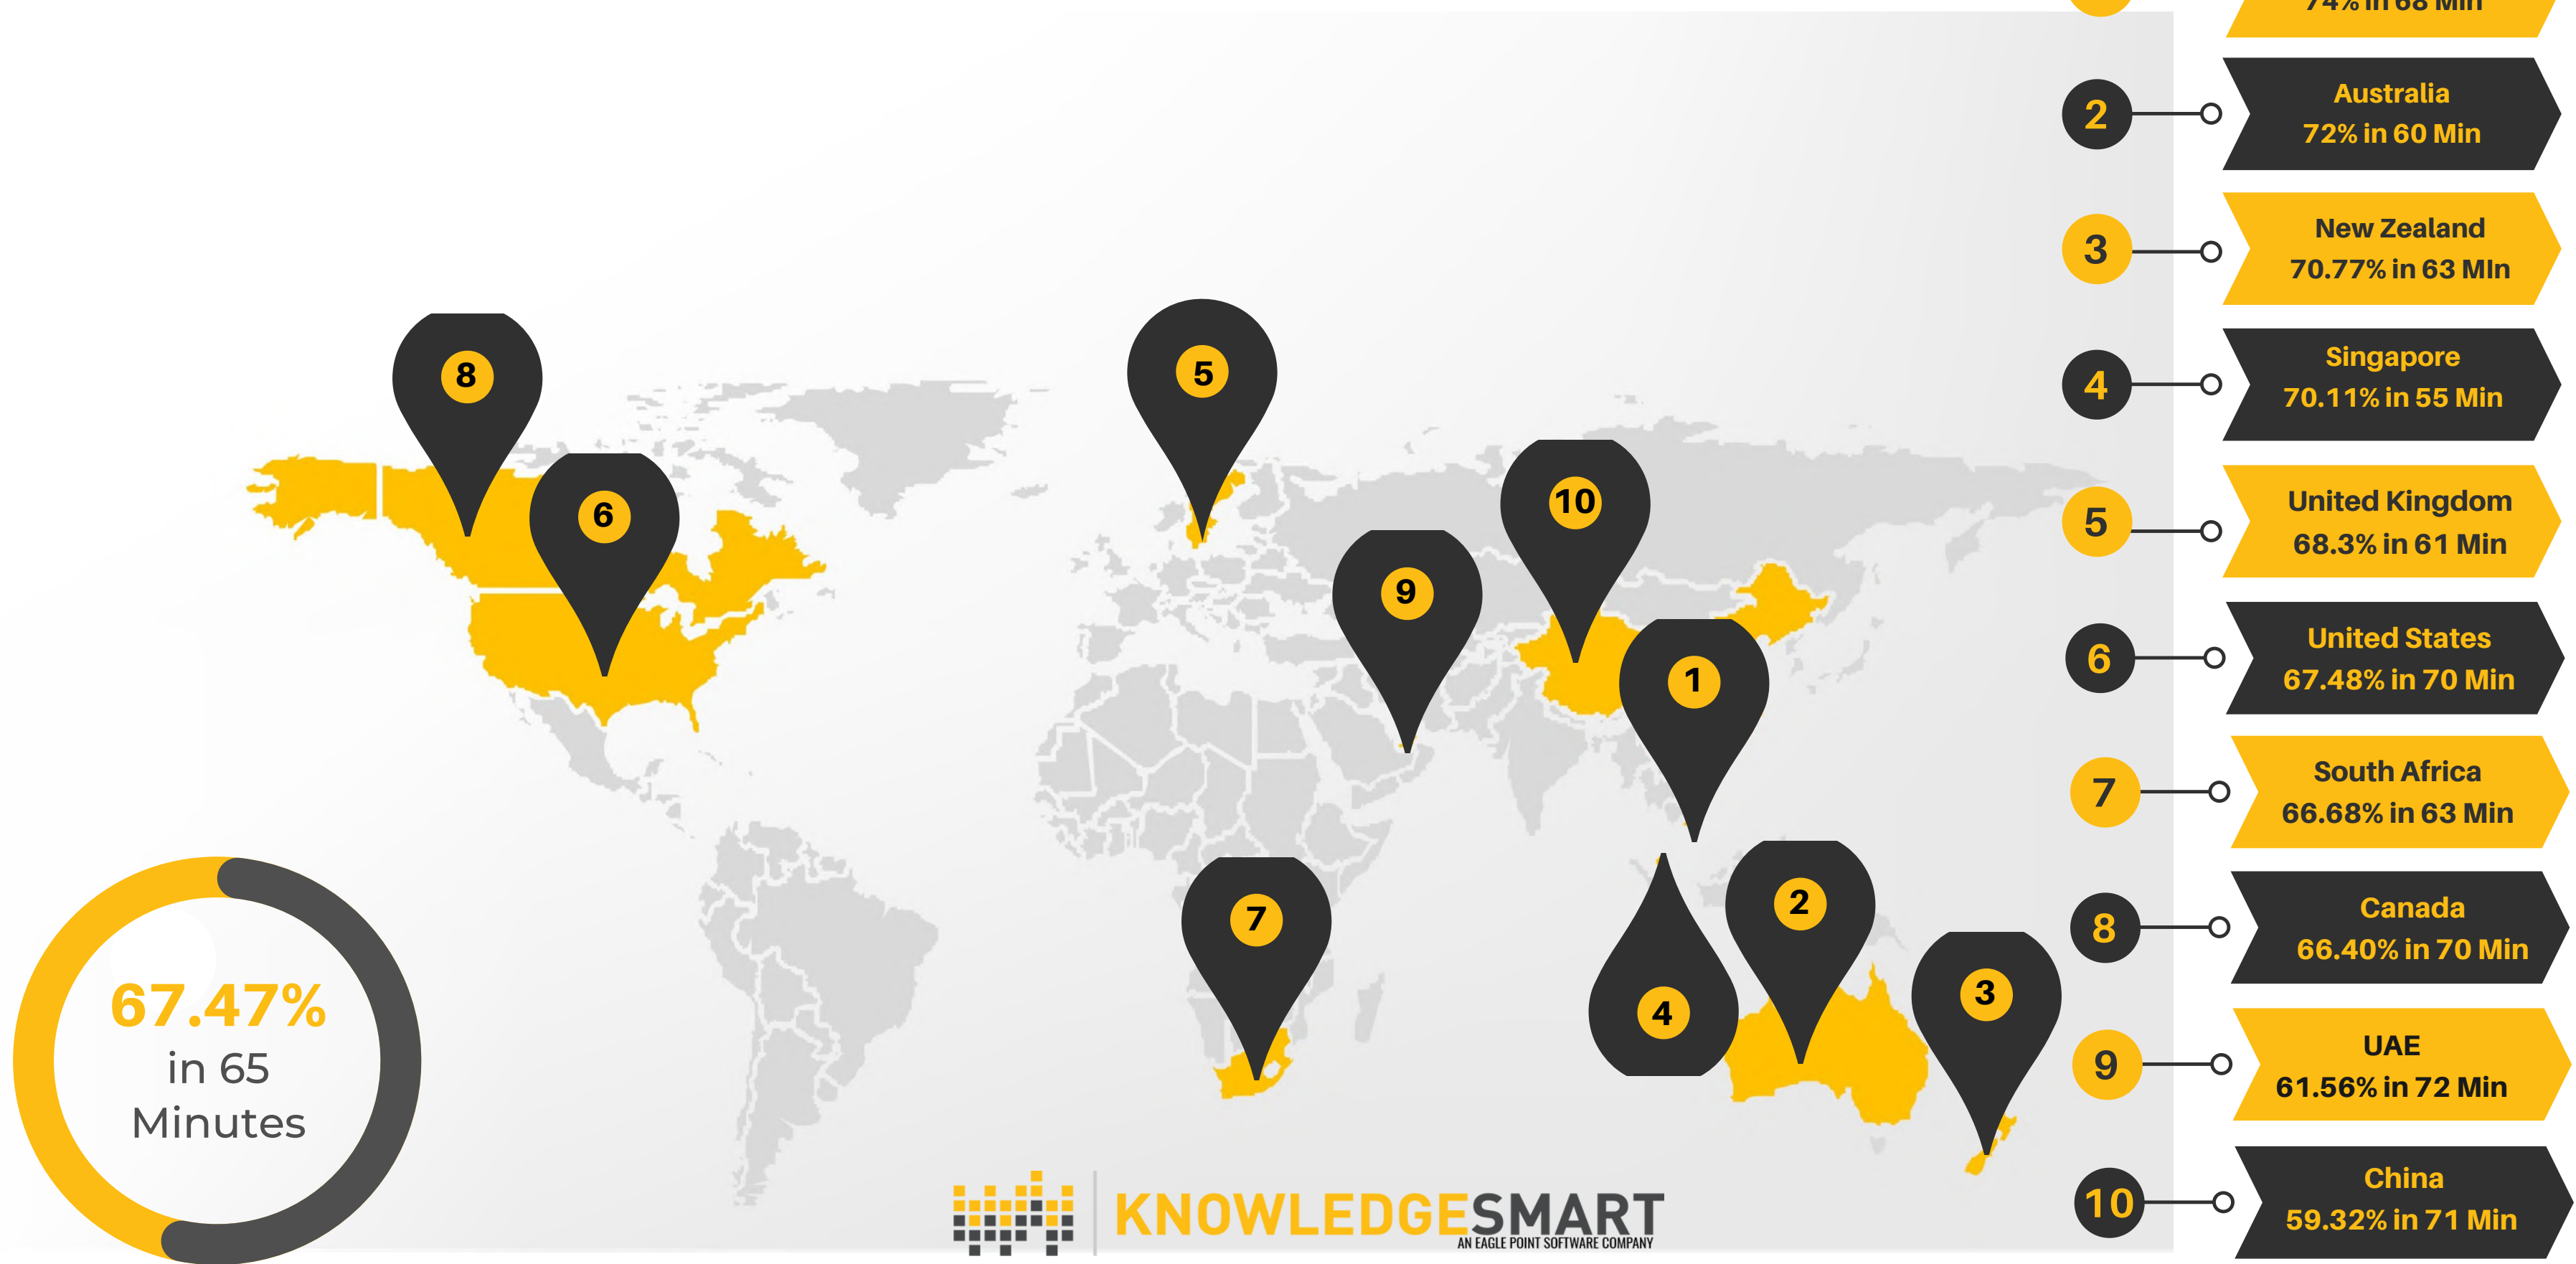 74% in 68 Min
2
Australia
72% in 60 Min
3
New Zealand
70.77% in 63 MIn
4
Singapore
70.11% in 55 Min
5
United Kingdom
68.3% in 61 Min
6
United States
67.48% in 70 Min
7
South Africa
66.68% in 63 Min
8
Canada
66.40% in 70 Min
9
UAE
61.56% in 72 Min
10
China
59.32% in 71 Min
8
5
6
10
9
1
7
2
4
3
67.47%
in 65
Minutes
KNOWLEDGESMART
AN EAGLE POINT SOFTWARE COMPANY